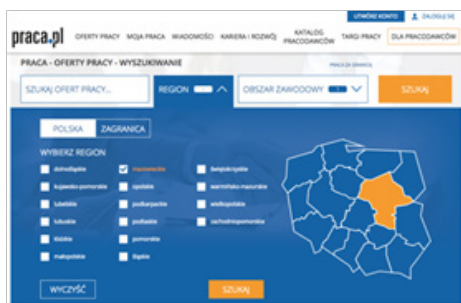 UTWÓRZ KONTO ZALOGUJ SIĘ
praca.pl OFERTY PRACY MOJA PRACA WIADOMOŚCI KARIERA I ROZWÓJ KATALOG PRACODAWCÓW TARGI PRACY DLA PRACODAWCÓW
PRACA - OFERTY PRACY - WYSZUKIWANIE
PRACA ZA GRANICĄ
SZUKAJ OFERT PRACY... REGION OBSZAR ZAWODOWY SZUKAJ
POLSKA ZAGRANICA
WYBIERZ REGION
dolnośląskie mazowieckie świętokrzyskie
kujawsko-pomorskie opolskie warmińsko-mazurskie
lubelskie podkarpackie wielkopolskie
lubuskie podlaskie zachodniopomorskie
łódzkie pomorskie
małopolskie śląskie
WYCZYŚĆ SZUKAJ